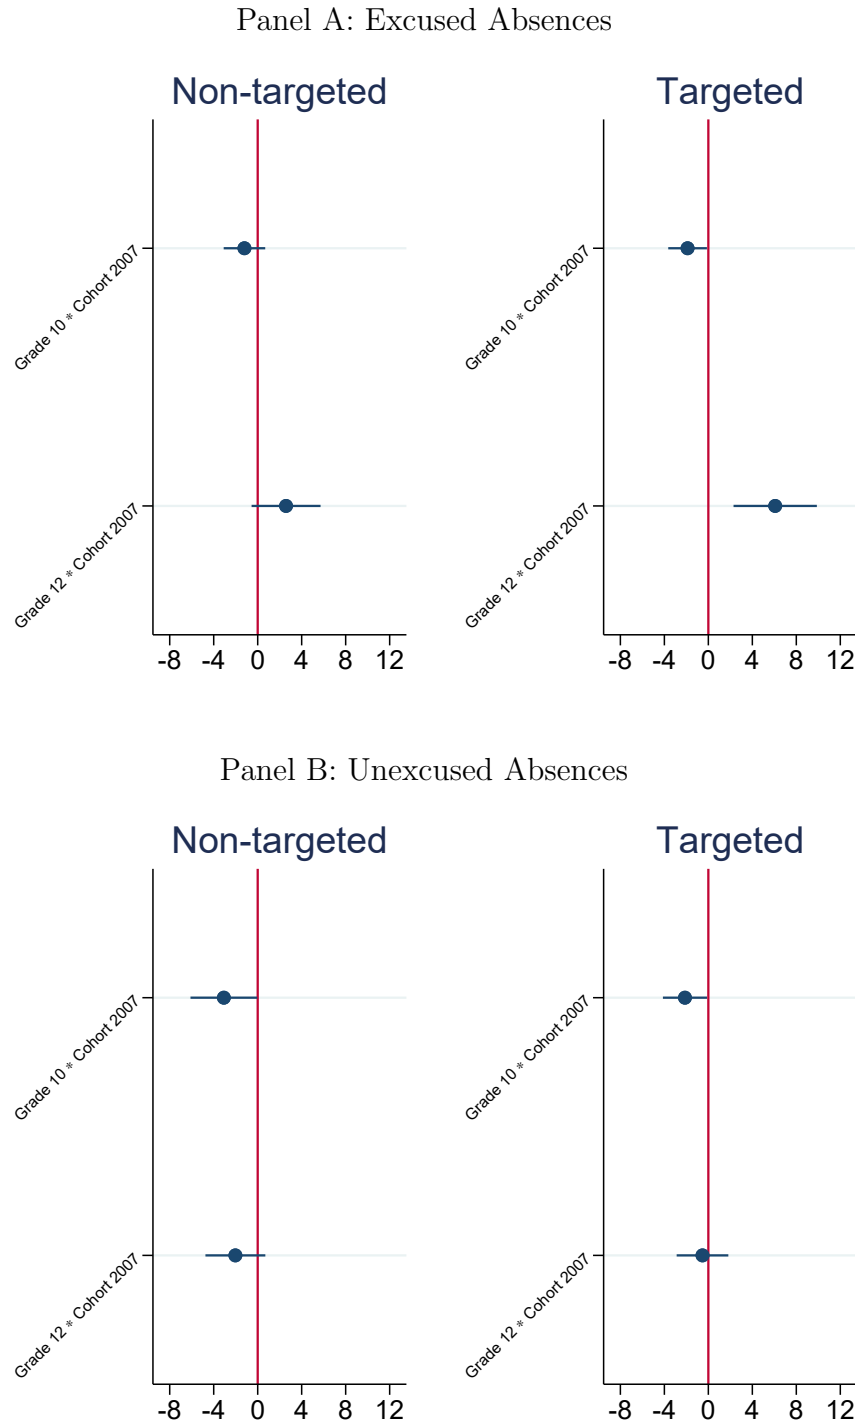 Panel A: Excused Absences
Non-targeted
Grade 10 * Cohort 2007
Grade 12 * Cohort 2007
-8 -4 0 4 8 12
Targeted
Grade 10 * Cohort 2007
Grade 12 * Cohort 2007
-8 -4 0 4 8 12
Panel B: Unexcused Absences
Non-targeted
Grade 10 * Cohort 2007
Grade 12 * Cohort 2007
-8 -4 0 4 8 12
Targeted
Grade 10 * Cohort 2007
Grade 12 * Cohort 2007
-8 -4 0 4 8 12